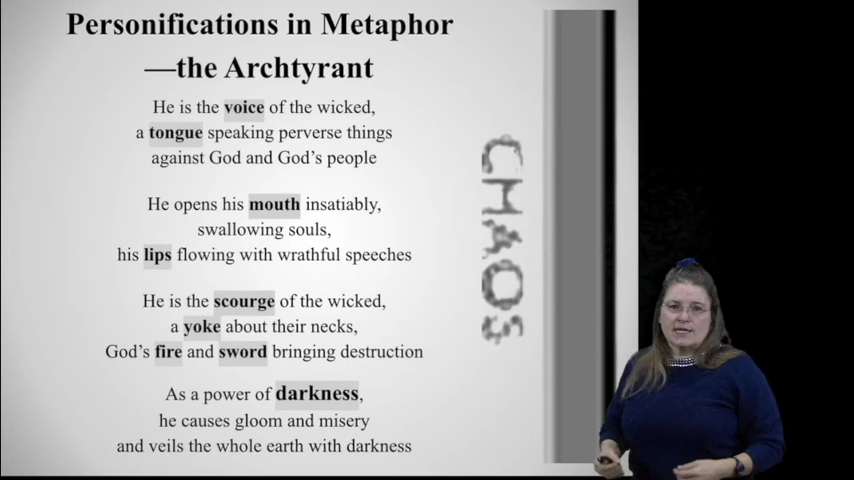 Personifications in Metaphor
—the Archtyrant
He is the voice of the wicked,
a tongue speaking perverse things
against God and God's people
He opens his mouth insatiably,
swallowing souls,
his lips flowing with wrathful speeches
He is the scourge of the wicked,
a yoke about their necks,
God's fire and sword bringing destruction
As a power of darkness,
he causes gloom and misery
and veils the whole earth with darkness
CHAOS